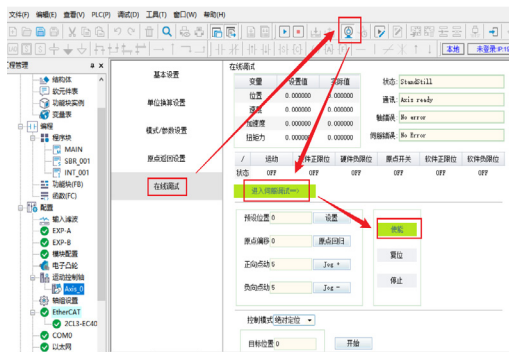 文件(F) 编辑(E) 查看(V) PLC(P) 调试(D) 工具(T) 窗口(W) 帮助(H)
本地 未登录 IP:19
工程管理
结构体
软元件表
功能块实例
变量表
编程
程序块
MAIN
SBR_001
INT_001
功能块(FB)
函数(FC)
配置
输入滤波
EXP-A
EXP-B
模块配置
电子凸轮
运动控制轴
Axis_0
轴组设置
EtherCAT
2CI3-EC40
COM0
以太网
基本设置
单位换算设置
模式/参数设置
原点返回设置
在线调试
在线调试
变量 设置值 实际值
位置 0.000000 0.000000
速度 0.000000 0.000000
加速度 0.000000 0.000000
扭矩力 0.000000 0.000000
状态: StandStill
通讯: Axis ready
轴错误: No error
伺服错误: No Error
/ 运动 软件正限位 硬件负限位 原点开关 软件正限位 软件负限位
状态 OFF OFF OFF OFF OFF OFF
进入伺服调试==>
预设位置 0 设置
原点偏移 0 原点回归
正向点动 5 Jog +
负向点动 5 Jog -
使能
复位
停止
控制模式 绝对定位
目标位置 0 开始